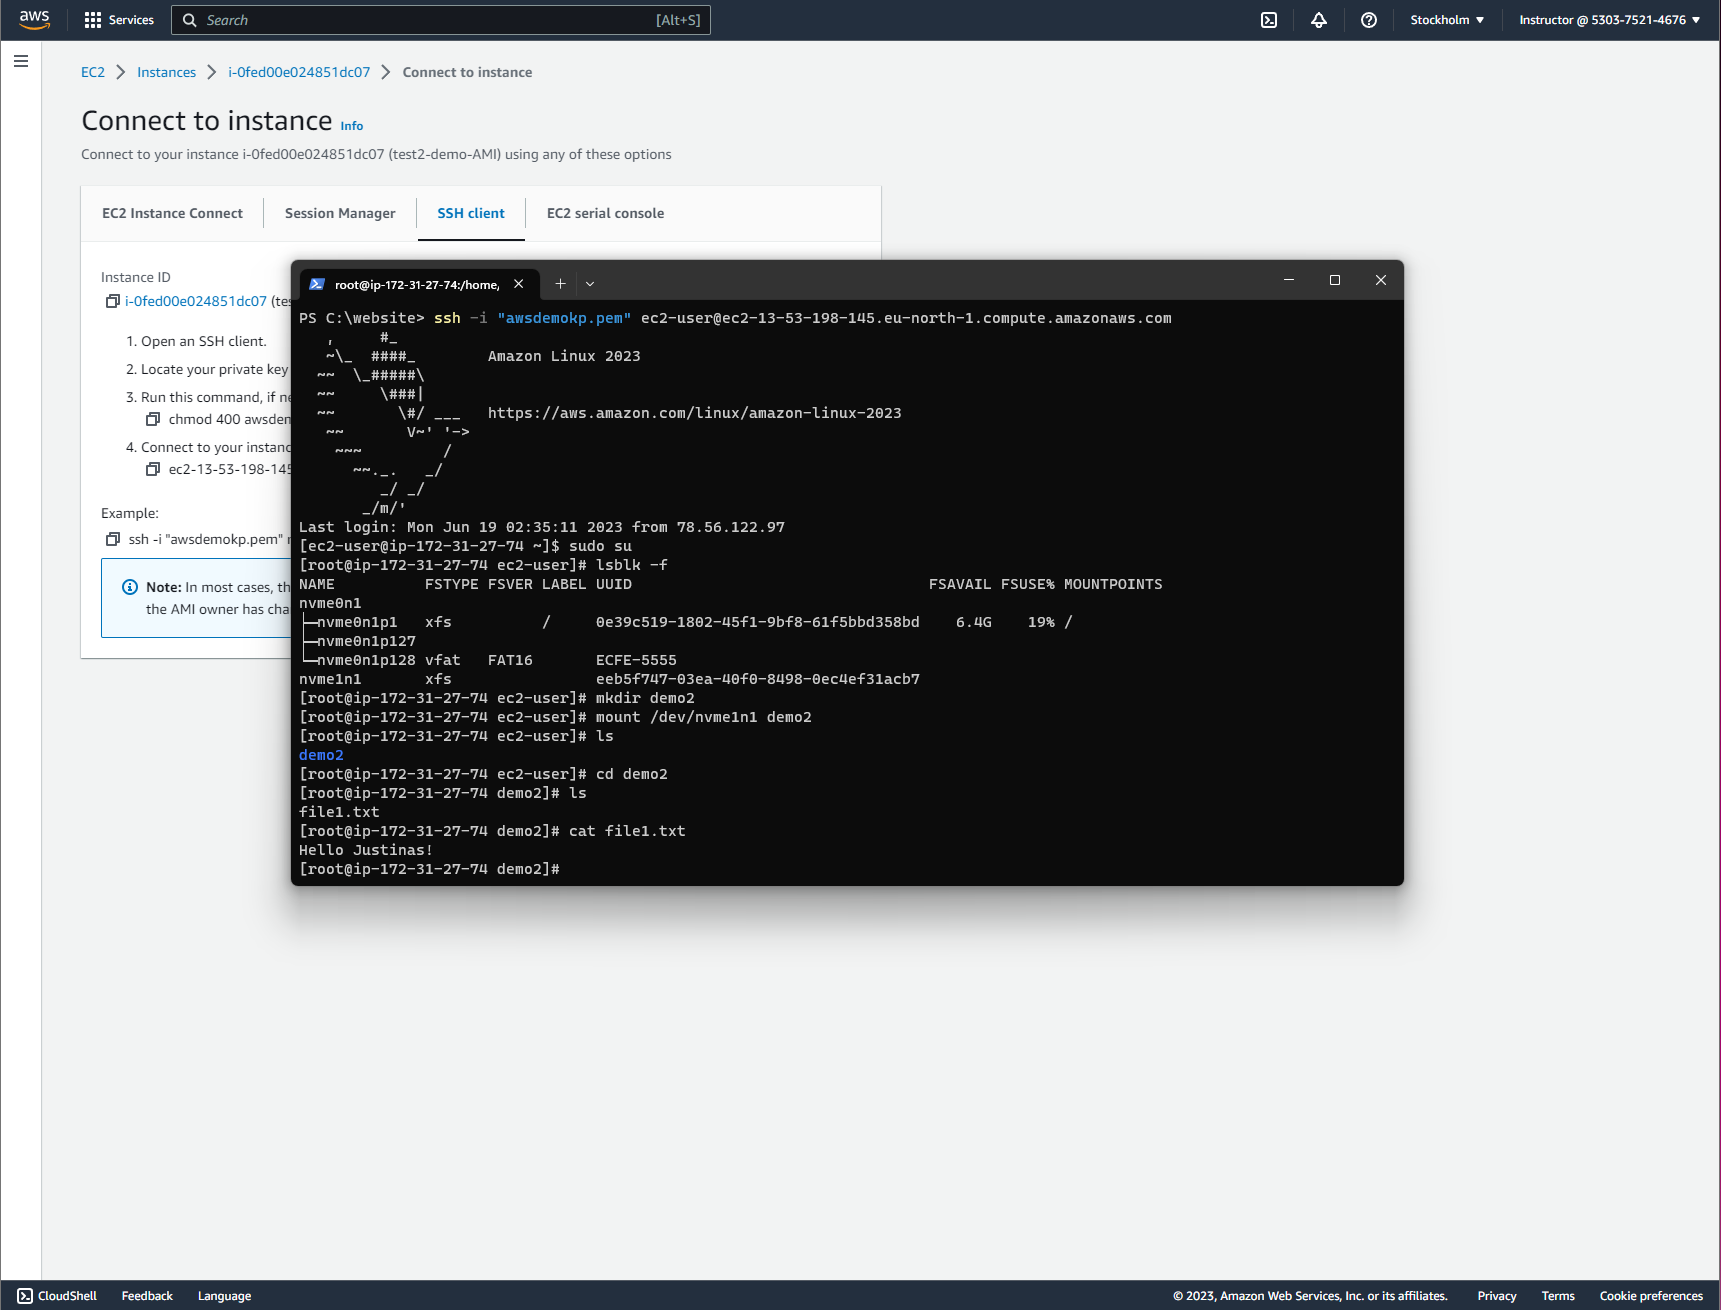 aws
Services
Search
[Alt+S]
Stockholm ▼
Instructor @ 5303-7521-4676 ▼
EC2 > Instances > i-0fed00e024851dc07 > Connect to instance
Connect to instance Info
Connect to your instance i-0fed00e024851dc07 (test2-demo-AMI) using any of these options
EC2 Instance Connect
Session Manager
SSH client
EC2 serial console
Instance ID
i-0fed00e024851dc07 (tes
1. Open an SSH client.
2. Locate your private key
3. Run this command, if ne
chmod 400 awsden
4. Connect to your instanc
ec2-13-53-198-145
Example:
ssh -i "awsdemokp.pem" r
Note: In most cases, th
the AMI owner has cha
root@ip-172-31-27-74:/home,
PS C:\website> ssh -i "awsdemokp.pem" ec2-user@ec2-13-53-198-145.eu-north-1.compute.amazonaws.com
   ,     #_
   ~\_  ####_        Amazon Linux 2023
  ~~  \_#####\
  ~~     \###|
  ~~       \#/ ___   https://aws.amazon.com/linux/amazon-linux-2023
   ~~       V~' '->
    ~~~         /
      ~~._.   _/
         _/ _/
       _/m/'
Last login: Mon Jun 19 02:35:11 2023 from 78.56.122.97
[ec2-user@ip-172-31-27-74 ~]$ sudo su
[root@ip-172-31-27-74 ec2-user]# lsblk -f
NAME          FSTYPE FSVER LABEL UUID                                 FSAVAIL FSUSE% MOUNTPOINTS
nvme0n1
├─nvme0n1p1   xfs          /     0e39c519-1802-45f1-9bf8-61f5bbd358bd    6.4G    19% /
├─nvme0n1p127
└─nvme0n1p128 vfat   FAT16       ECFE-5555
nvme1n1       xfs                eeb5f747-03ea-40f0-8498-0ec4ef31acb7
[root@ip-172-31-27-74 ec2-user]# mkdir demo2
[root@ip-172-31-27-74 ec2-user]# mount /dev/nvme1n1 demo2
[root@ip-172-31-27-74 ec2-user]# ls
demo2
[root@ip-172-31-27-74 ec2-user]# cd demo2
[root@ip-172-31-27-74 demo2]# ls
file1.txt
[root@ip-172-31-27-74 demo2]# cat file1.txt
Hello Justinas!
[root@ip-172-31-27-74 demo2]#
CloudShell
Feedback
Language
© 2023, Amazon Web Services, Inc. or its affiliates.
Privacy
Terms
Cookie preferences